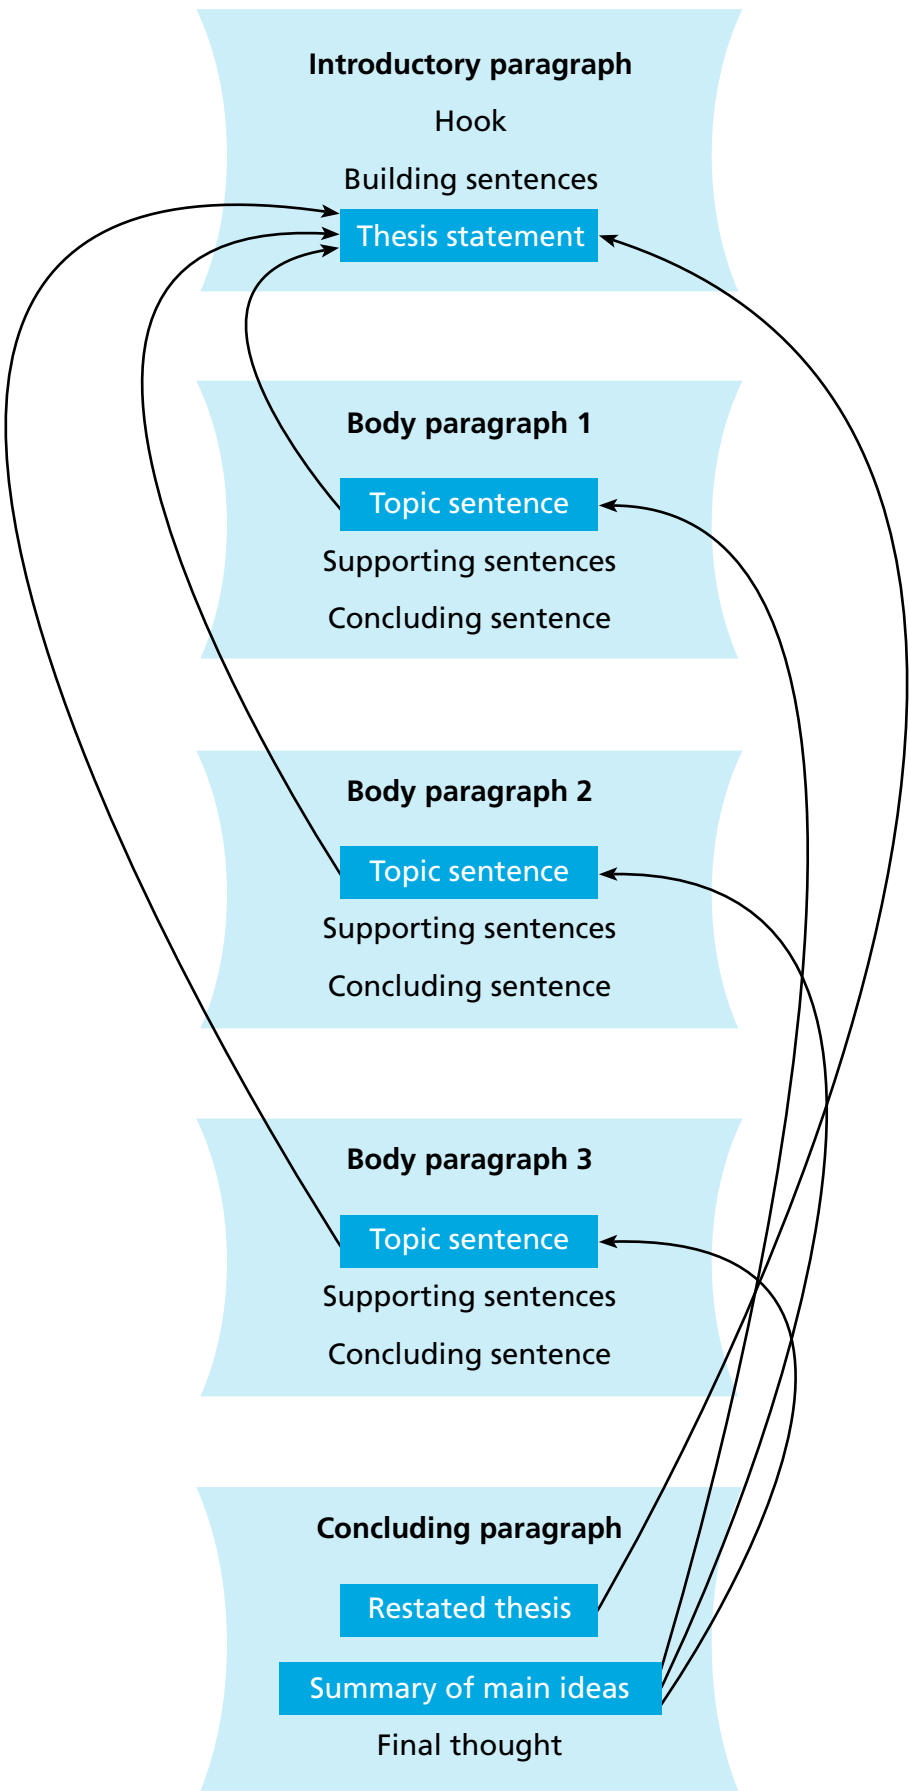 Introductory paragraph
Hook
Building sentences
Thesis statement
Body paragraph 1
Topic sentence
Supporting sentences
Concluding sentence
Body paragraph 2
Topic sentence
Supporting sentences
Concluding sentence
Body paragraph 3
Topic sentence
Supporting sentences
Concluding sentence
Concluding paragraph
Restated thesis
Summary of main ideas
Final thought